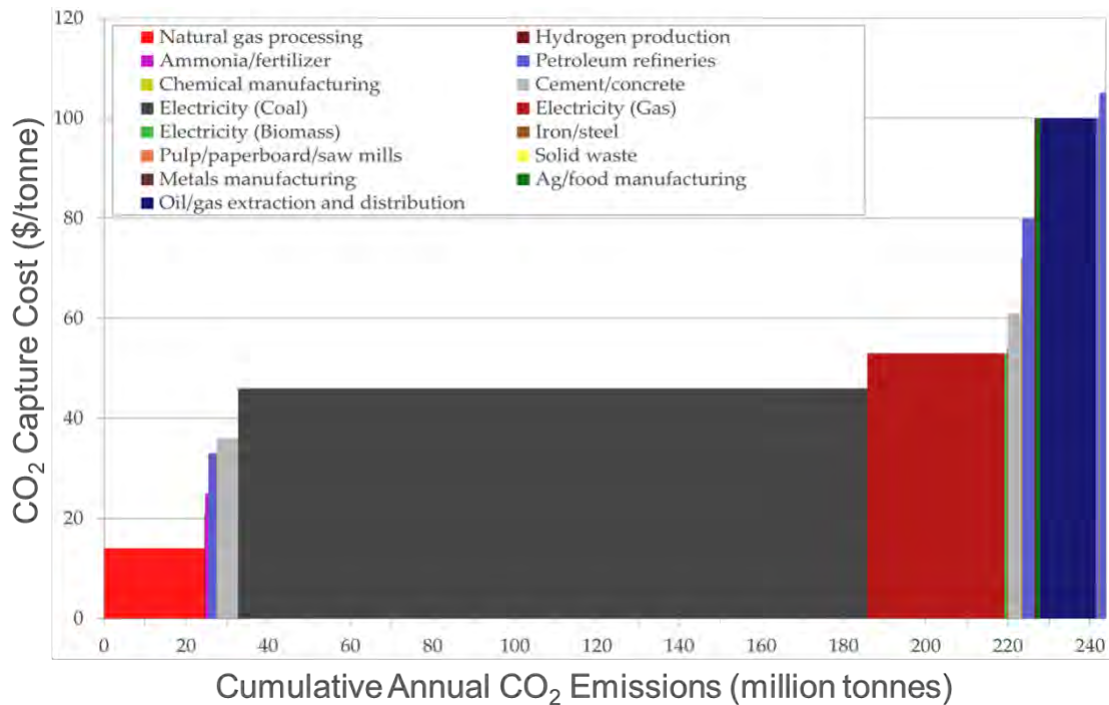 120
100
80
60
40
20
0
CO₂ Capture Cost ($/tonne)
Natural gas processing
Hydrogen production
Ammonia/fertilizer
Petroleum refineries
Chemical manufacturing
Cement/concrete
Electricity (Coal)
Electricity (Gas)
Electricity (Biomass)
Iron/steel
Pulp/paperboard/saw mills
Solid waste
Metals manufacturing
Ag/food manufacturing
Oil/gas extraction and distribution
0 20 40 60 80 100 120 140 160 180 200 220 240
Cumulative Annual CO₂ Emissions (million tonnes)